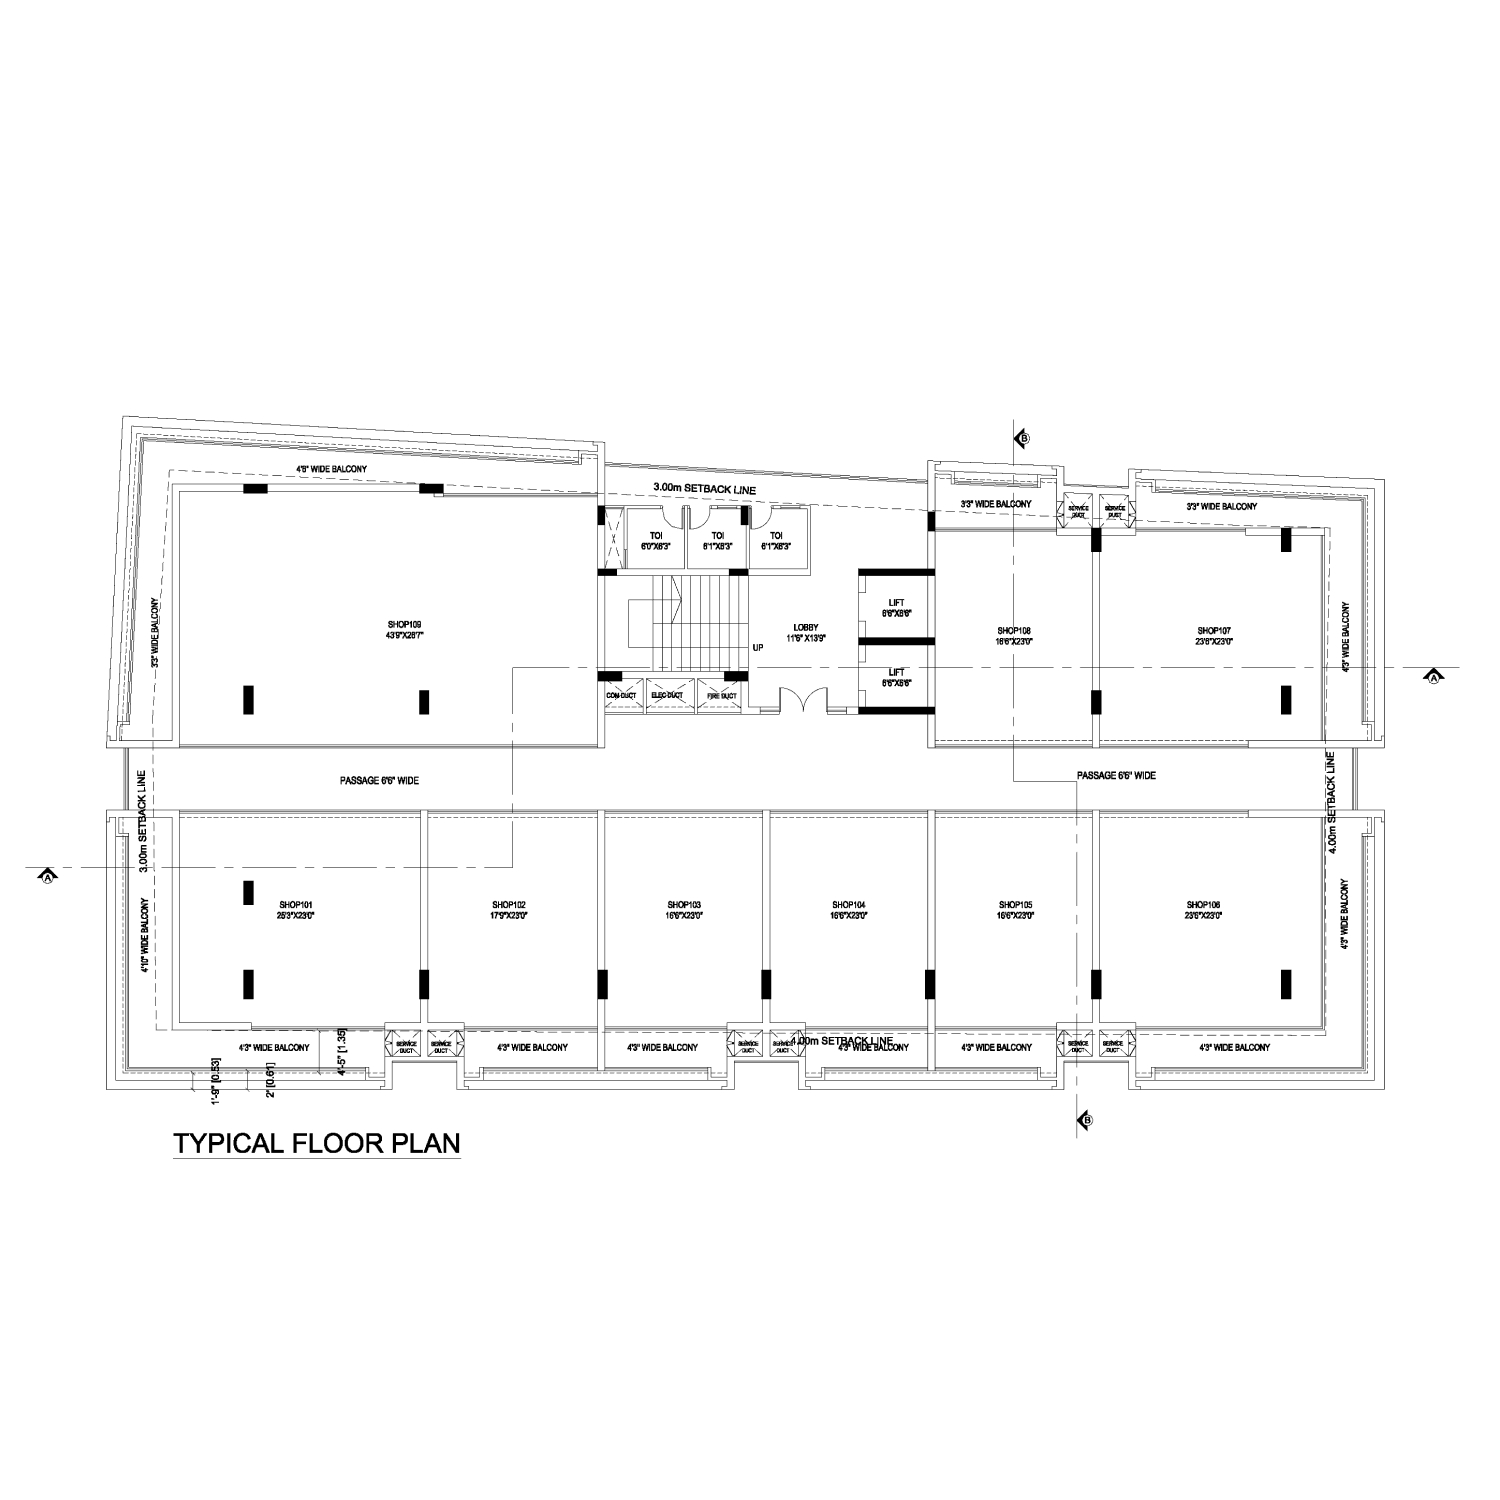 B
4'8" WIDE BALCONY
3.00m SETBACK LINE
3'3" WIDE BALCONY
SERVICE
DUCT
SERVICE
DUCT
3'3" WIDE BALCONY
TOI
6'0"X6'3"
TOI
6'1"X6'3"
TOI
6'1"X6'3"
3'3" WIDE BALCONY
SHOP109
43'9"X26'7"
LOBBY
11'6" X13'9"
UP
LIFT
6'6"X6'6"
LIFT
6'6"X6'6"
SHOP108
16'6"X23'0"
SHOP107
23'6"X23'0"
4'3" WIDE BALCONY
A
COM DUCT
ELEC DUCT
FIRE DUCT
PASSAGE 6'6" WIDE
PASSAGE 6'6" WIDE
3.00m SETBACK LINE
4.00m SETBACK LINE
A
4'10" WIDE BALCONY
SHOP101
25'3"X23'0"
SHOP102
17'9"X23'0"
SHOP103
16'6"X23'0"
SHOP104
16'6"X23'0"
SHOP105
16'6"X23'0"
SHOP106
23'6"X23'0"
4'3" WIDE BALCONY
4'3" WIDE BALCONY
SERVICE
DUCT
SERVICE
DUCT
4'3" WIDE BALCONY
4'3" WIDE BALCONY
SERVICE
DUCT
SERVICE
DUCT
4.00m SETBACK LINE
4'3" WIDE BALCONY
4'3" WIDE BALCONY
SERVICE
DUCT
SERVICE
DUCT
4'3" WIDE BALCONY
1'-9" [0.53]
2' [0.61]
4'-5" [1.35]
B
TYPICAL FLOOR PLAN